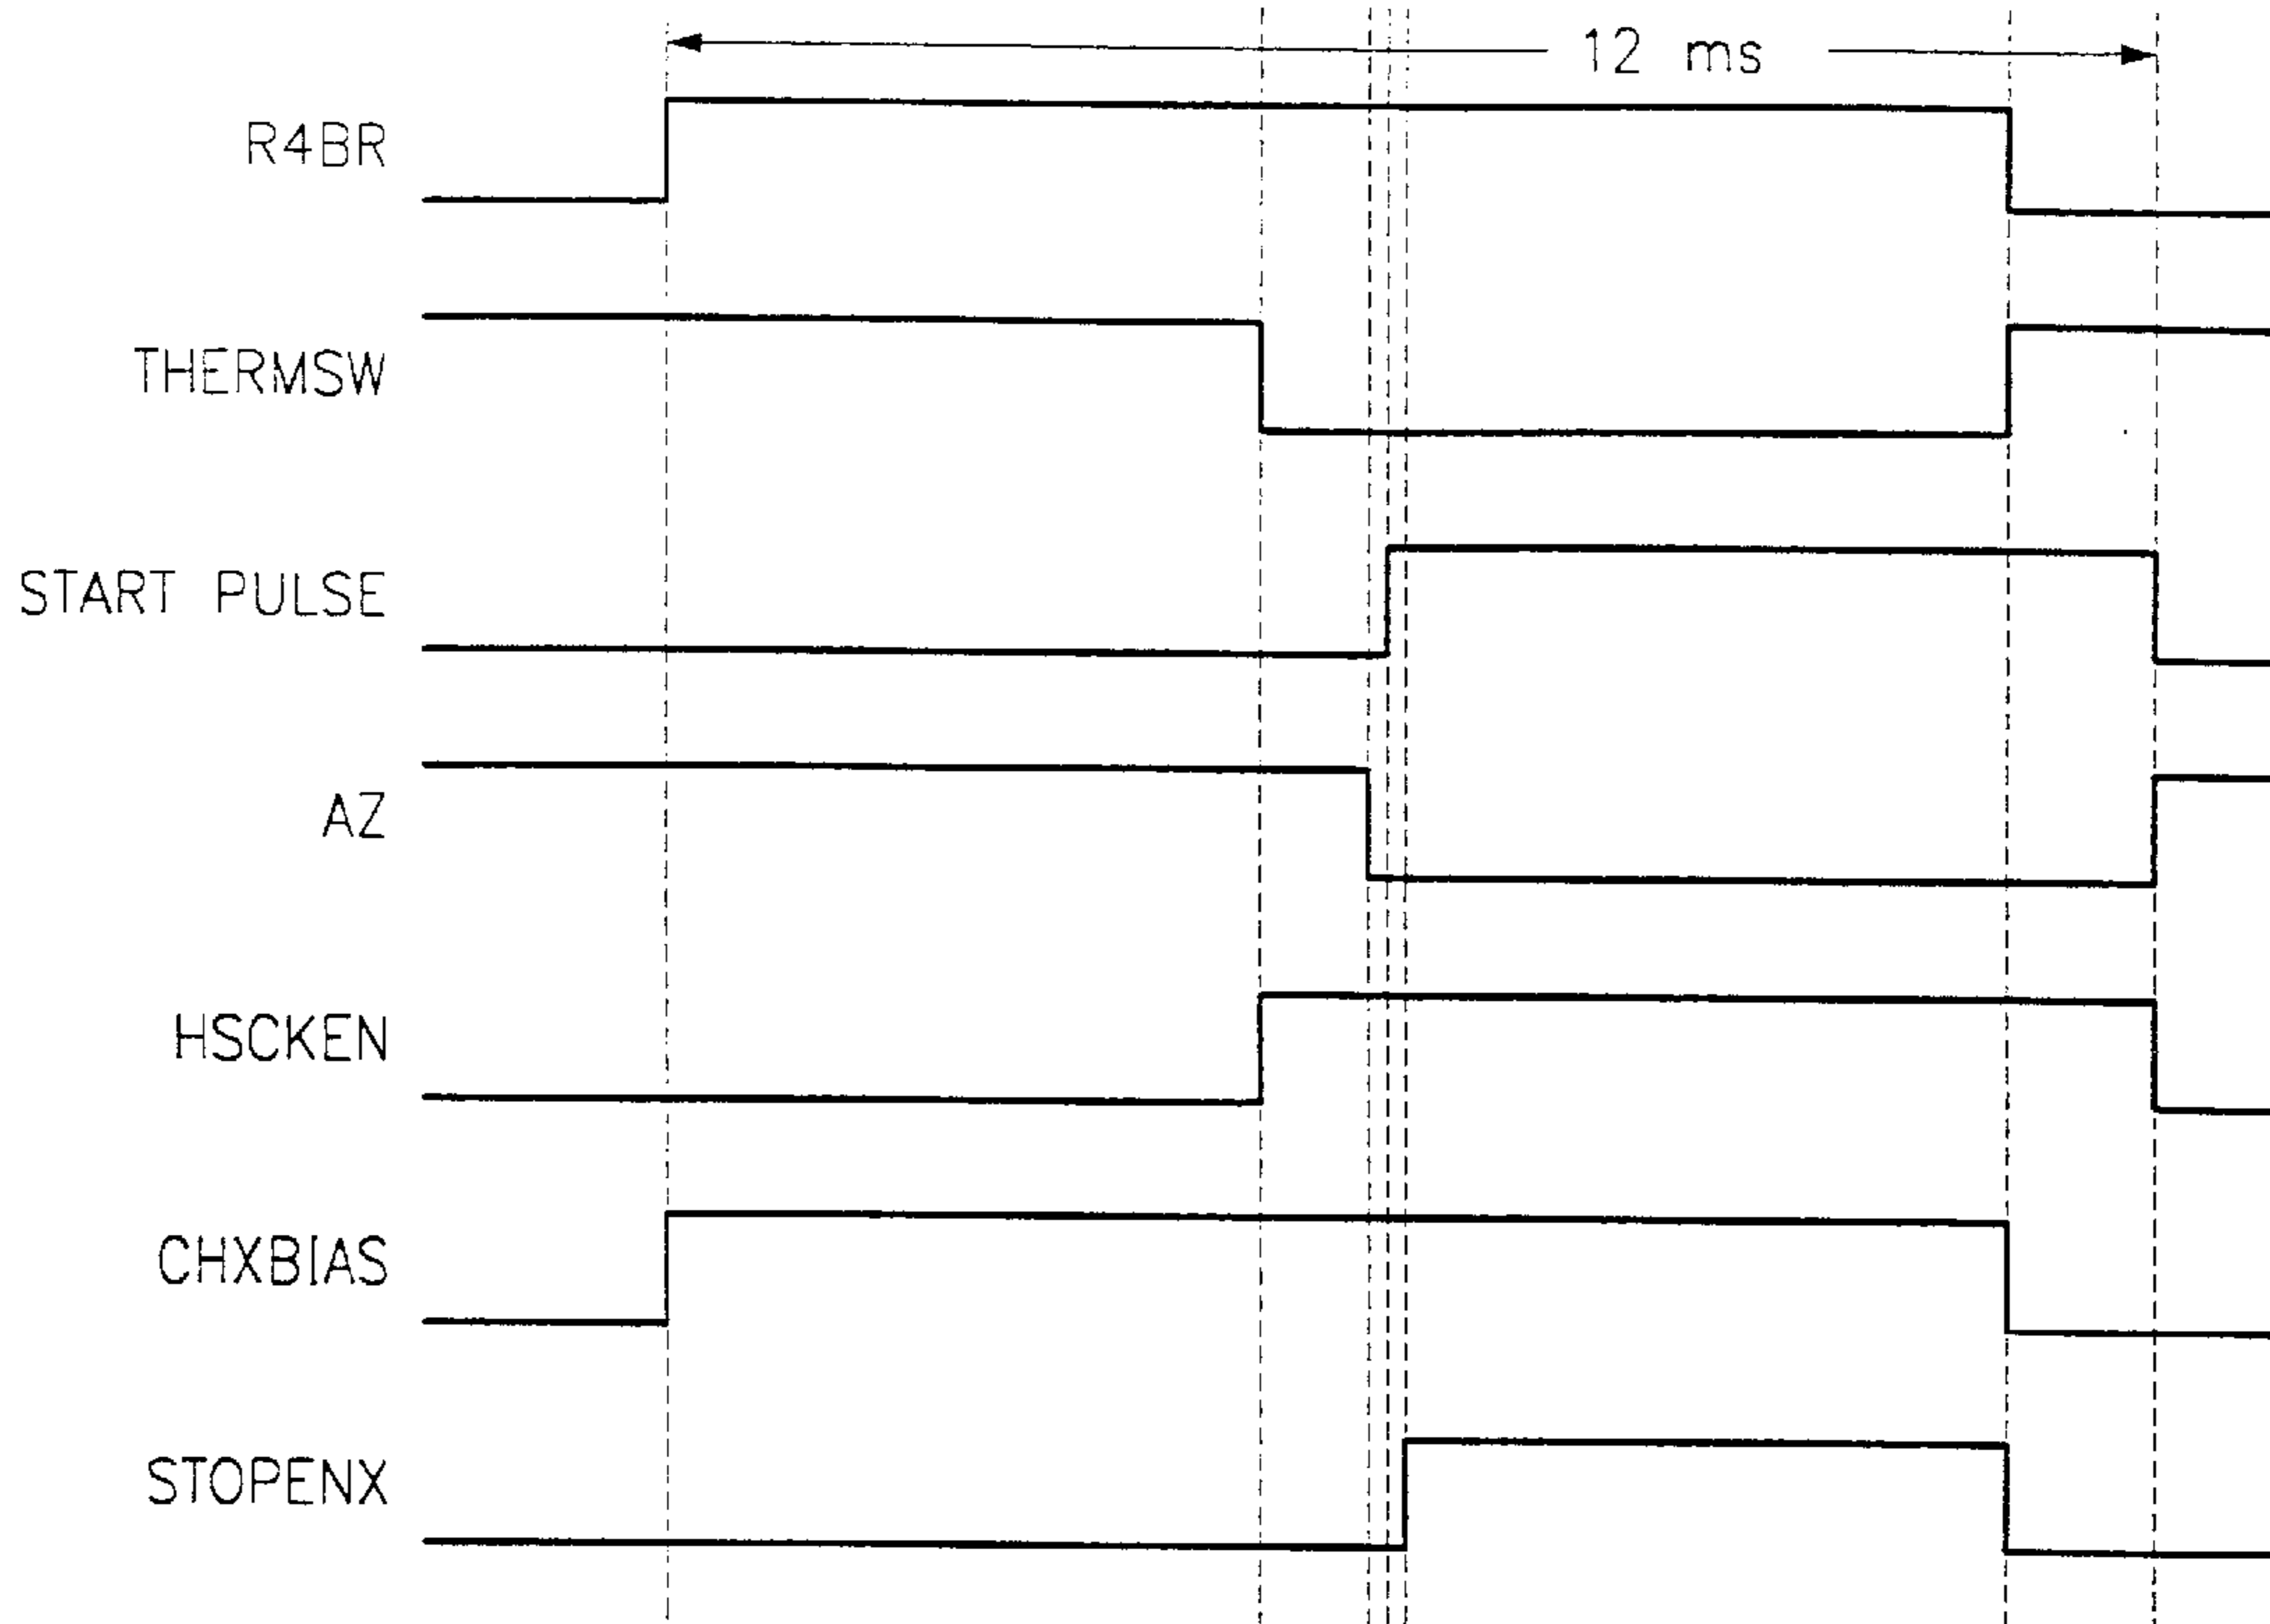 12 ms
R4BR
THERMSW
START PULSE
AZ
HSCKEN
CHXBIAS
STOPENX